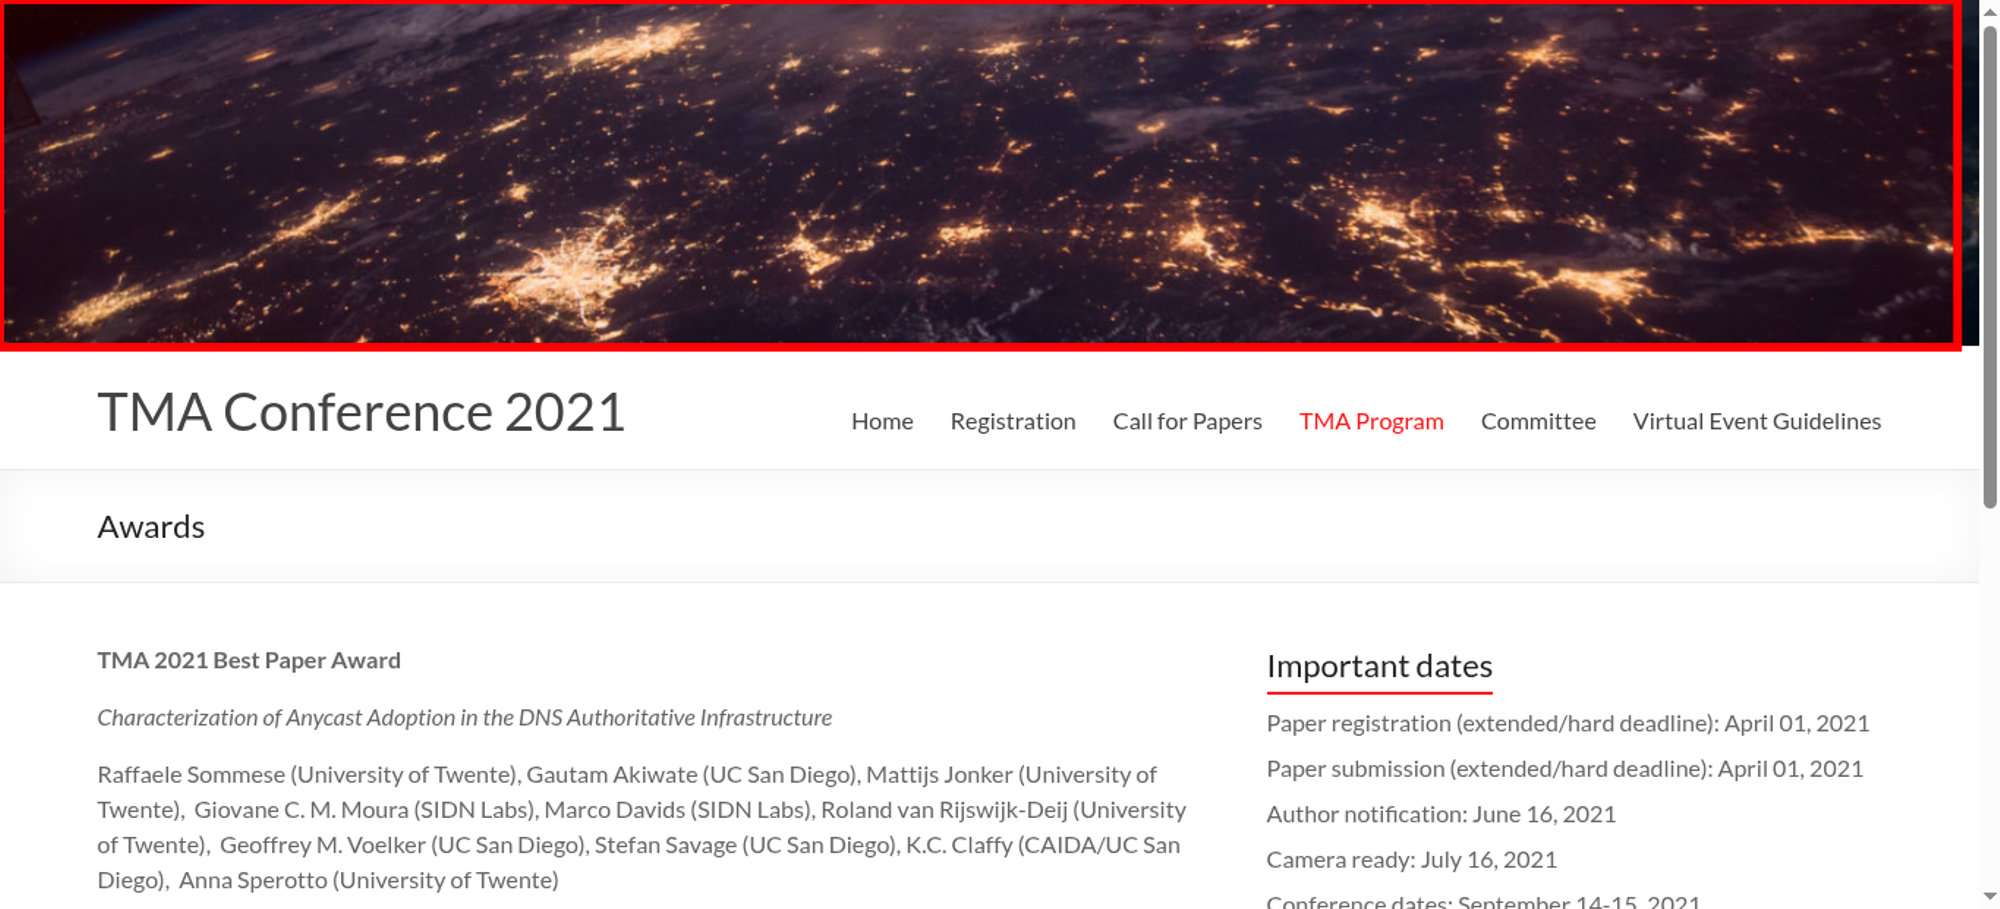 TMA Conference 2021
Home Registration Call for Papers TMA Program Committee Virtual Event Guidelines
Awards
TMA 2021 Best Paper Award
Characterization of Anycast Adoption in the DNS Authoritative Infrastructure
Raffaele Sommese (University of Twente), Gautam Akiwate (UC San Diego), Mattijs Jonker (University of
Twente),  Giovane C. M. Moura (SIDN Labs), Marco Davids (SIDN Labs), Roland van Rijswijk-Deij (University
of Twente),  Geoffrey M. Voelker (UC San Diego), Stefan Savage (UC San Diego), K.C. Claffy (CAIDA/UC San
Diego),  Anna Sperotto (University of Twente)
Important dates
Paper registration (extended/hard deadline): April 01, 2021
Paper submission (extended/hard deadline): April 01, 2021
Author notification: June 16, 2021
Camera ready: July 16, 2021
Conference dates: September 14-15, 2021